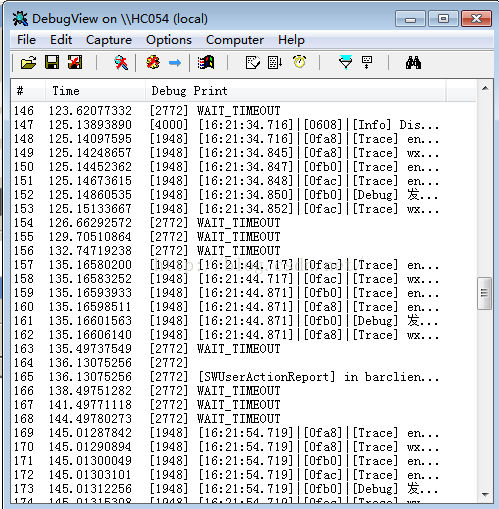 DebugView on \\HC054 (local)
File Edit Capture Options Computer Help
# Time Debug Print
146 123.62077332 [2772] WAIT_TIMEOUT
147 125.13893890 [4000] [16:21:34.716]|[0608]|[Info] Dis...
148 125.14097595 [1948] [16:21:34.716]|[0fa8]|[Trace] en...
149 125.14248657 [1948] [16:21:34.845]|[0fa8]|[Trace] wx...
150 125.14452362 [1948] [16:21:34.847]|[0fb0]|[Trace] en...
151 125.14673615 [1948] [16:21:34.848]|[0fac]|[Trace] en...
152 125.14860535 [1948] [16:21:34.850]|[0fb0]|[Debug] 发...
153 125.15133667 [1948] [16:21:34.852]|[0fac]|[Trace] wx...
154 126.66292572 [2772] WAIT_TIMEOUT
155 129.70510864 [2772] WAIT_TIMEOUT
156 132.74719238 [2772] WAIT_TIMEOUT
157 135.16580200 [1948] [16:21:44.717]|[0fac]|[Trace] en...
158 135.16583252 [1948] [16:21:44.717]|[0fac]|[Trace] wx...
159 135.16593933 [1948] [16:21:44.871]|[0fb0]|[Trace] en...
160 135.16598511 [1948] [16:21:44.871]|[0fa8]|[Trace] en...
161 135.16601563 [1948] [16:21:44.871]|[0fb0]|[Debug] 发...
162 135.16606140 [1948] [16:21:44.871]|[0fa8]|[Trace] wx...
163 135.49737549 [2772] WAIT_TIMEOUT
164 136.13075256 [2772]
165 136.13075256 [2772] [SWUserActionReport] in barclien...
166 138.49751282 [2772] WAIT_TIMEOUT
167 141.49771118 [2772] WAIT_TIMEOUT
168 144.49780273 [2772] WAIT_TIMEOUT
169 145.01287842 [1948] [16:21:54.719]|[0fa8]|[Trace] en...
170 145.01290894 [1948] [16:21:54.719]|[0fa8]|[Trace] wx...
171 145.01300049 [1948] [16:21:54.719]|[0fb0]|[Trace] en...
172 145.01303101 [1948] [16:21:54.719]|[0fac]|[Trace] en...
173 145.01312256 [1948] [16:21:54.719]|[0fb0]|[Debug] 发...